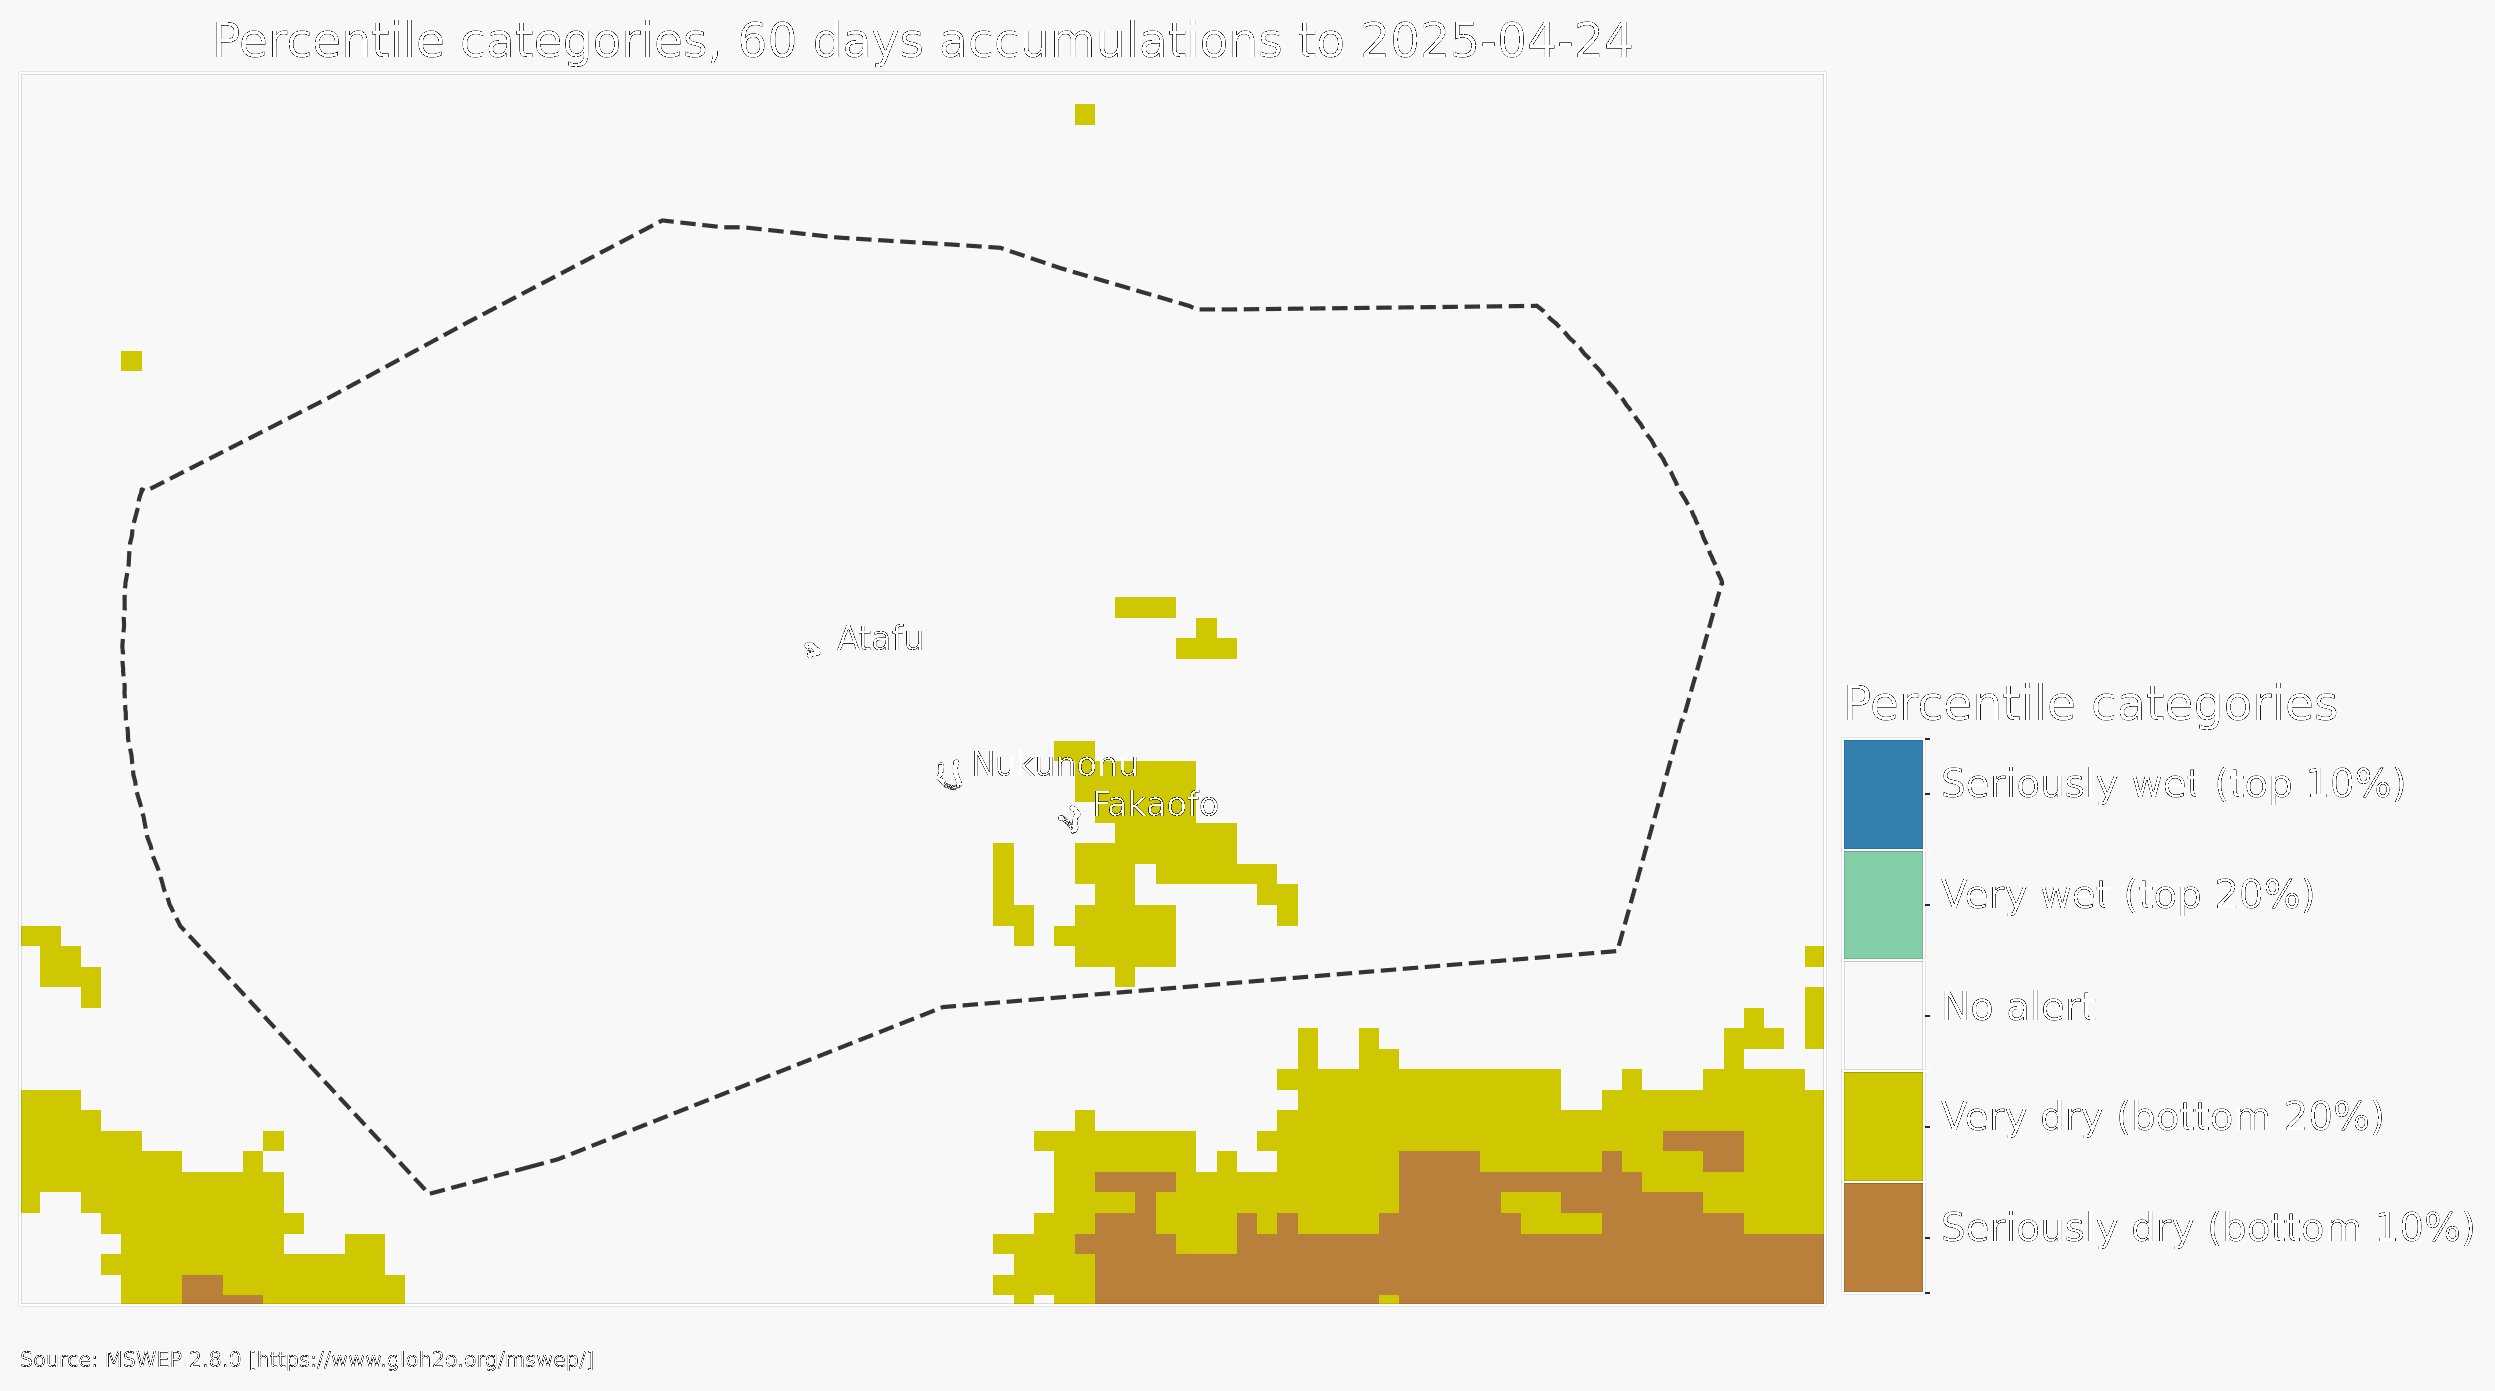 Percentile categories, 60 days accumulations to 2025-04-24
Atafu
Nukunonu
Fakaofo
Percentile categories
Seriously wet (top 10%)
Very wet (top 20%)
No alert
Very dry (bottom 20%)
Seriously dry (bottom 10%)
Source: MSWEP 2.8.0 [https://www.gloh2o.org/mswep/]